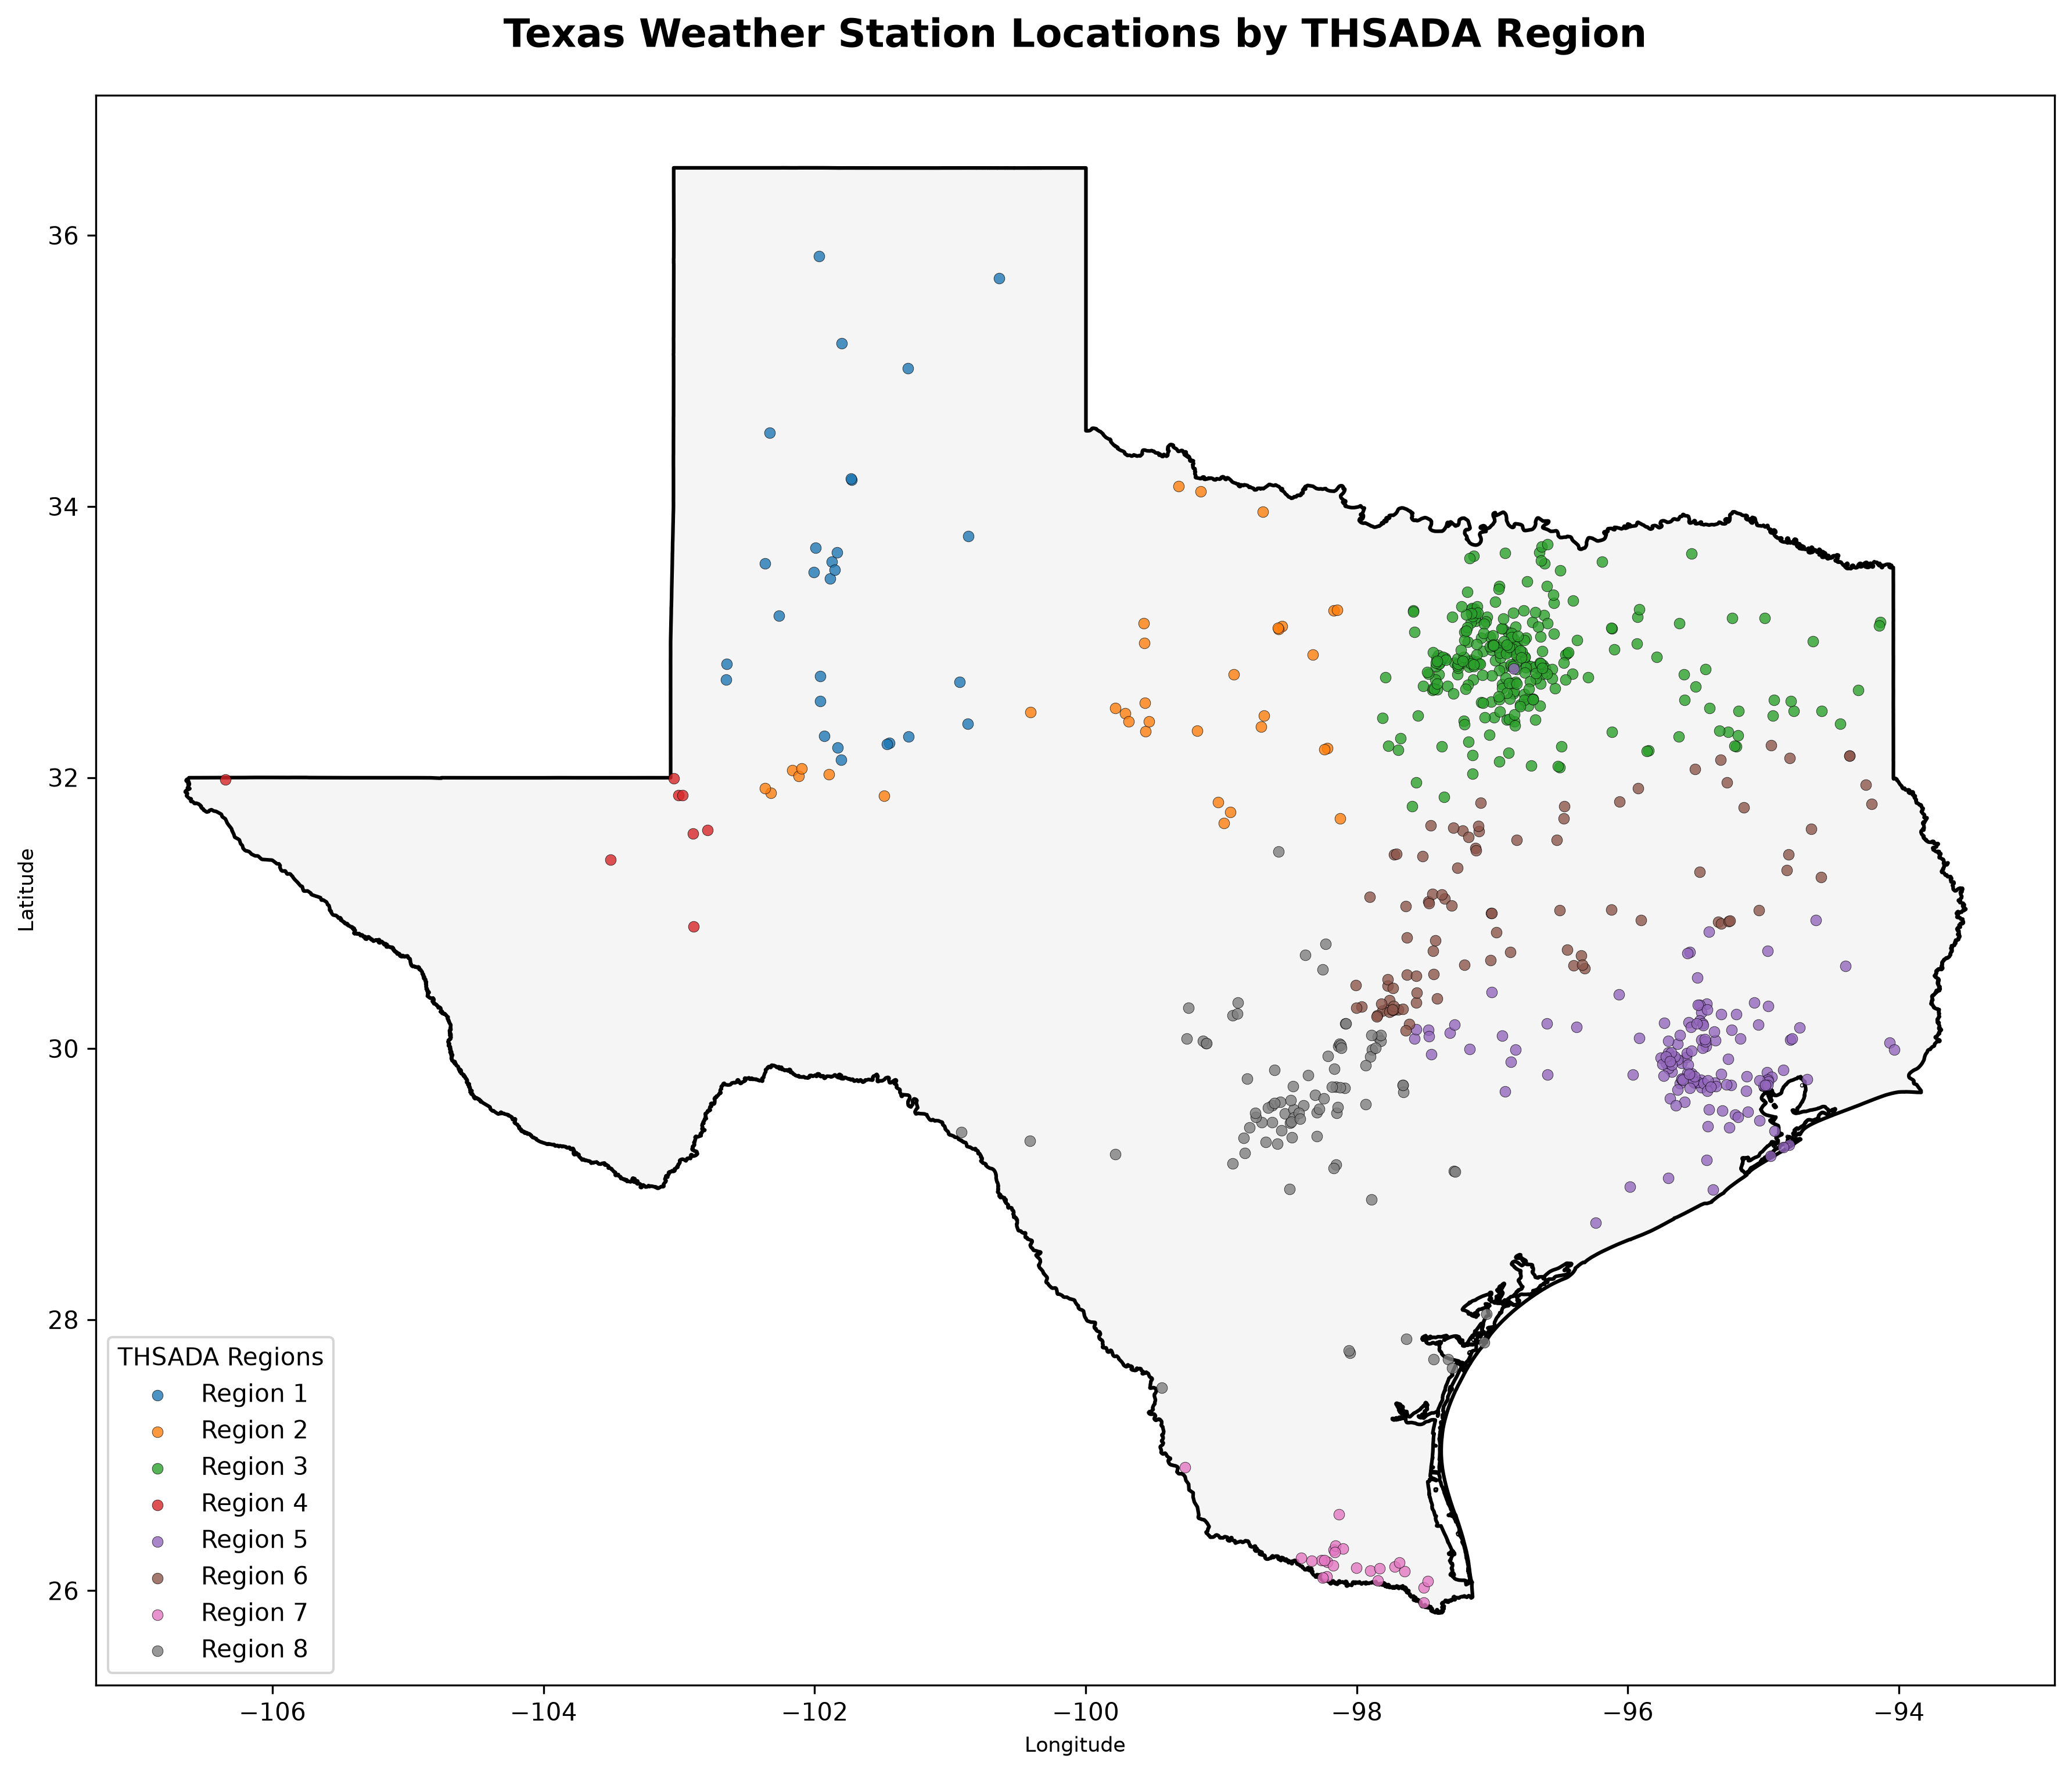 Texas Weather Station Locations by THSADA Region
36
34
32
30
28
26
Latitude
THSADA Regions
Region 1
Region 2
Region 3
Region 4
Region 5
Region 6
Region 7
Region 8
−106 −104 −102 −100 −98 −96 −94
Longitude